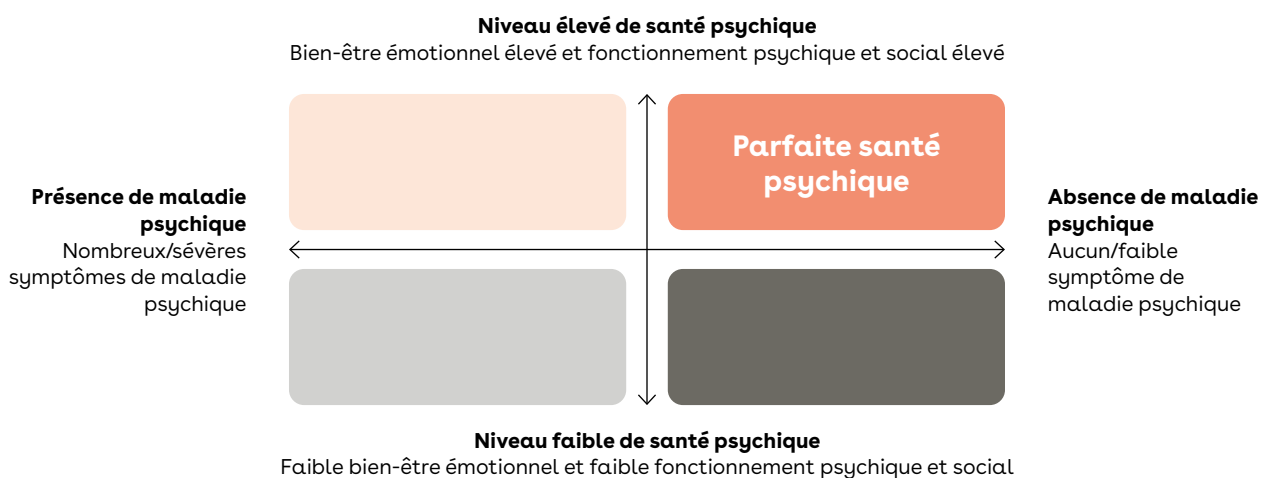 Niveau élevé de santé psychique
Bien-être émotionnel élevé et fonctionnement psychique et social élevé
Parfaite santé
psychique
Présence de maladie
psychique
Nombreux/sévères
symptômes de maladie
psychique
Absence de maladie
psychique
Aucun/faible
symptôme de
maladie psychique
Niveau faible de santé psychique
Faible bien-être émotionnel et faible fonctionnement psychique et social